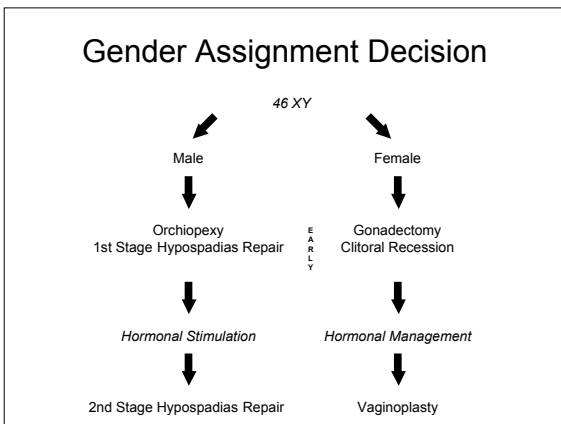 Gender Assignment Decision
46 XY
Male Female
Orchiopexy Gonadectomy
1st Stage Hypospadias Repair Clitoral Recession
EARLY
Hormonal Stimulation Hormonal Management
2nd Stage Hypospadias Repair Vaginoplasty